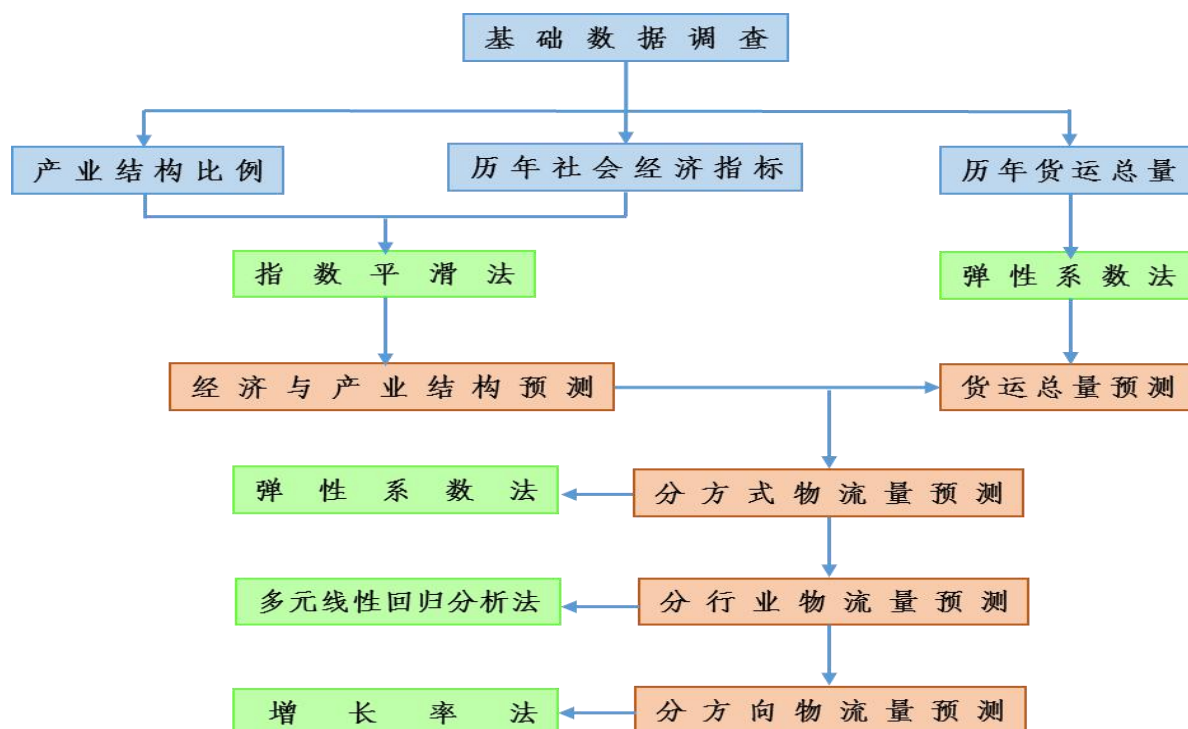 基础数据调查
产业结构比例
历年社会经济指标
历年货运总量
指数平滑法
弹性系数法
经济与产业结构预测
货运总量预测
弹性系数法
分方式物流量预测
多元线性回归分析法
分行业物流量预测
增长率法
分方向物流量预测